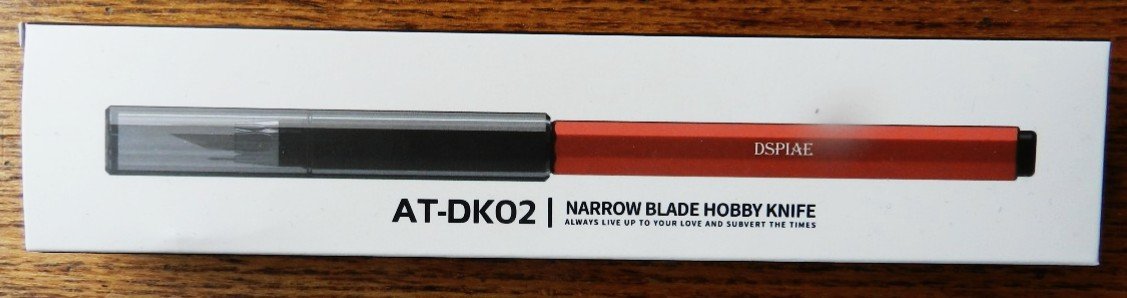 DSPIAE
AT-DK02 | NARROW BLADE HOBBY KNIFE
ALWAYS LIVE UP TO YOUR LOVE AND SUBVERT THE TIMES